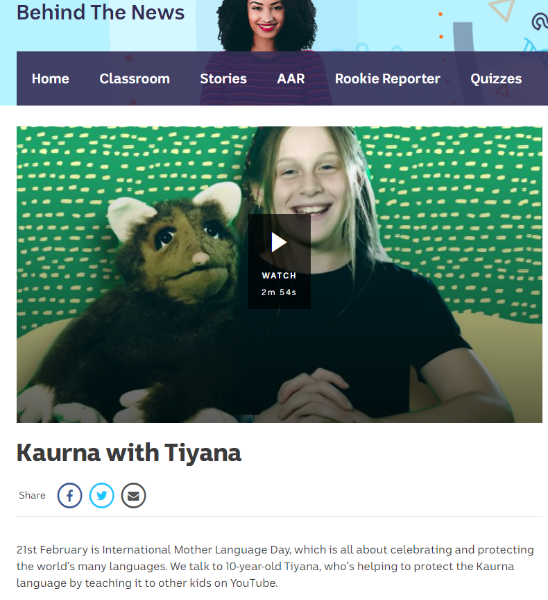 Behind The News
Home Classroom Stories AAR Rookie Reporter Quizzes
WATCH
2m 54s
Kaurna with Tiyana
Share
21st February is International Mother Language Day, which is all about celebrating and protecting
the world's many languages. We talk to 10-year-old Tiyana, who's helping to protect the Kaurna
language by teaching it to other kids on YouTube.